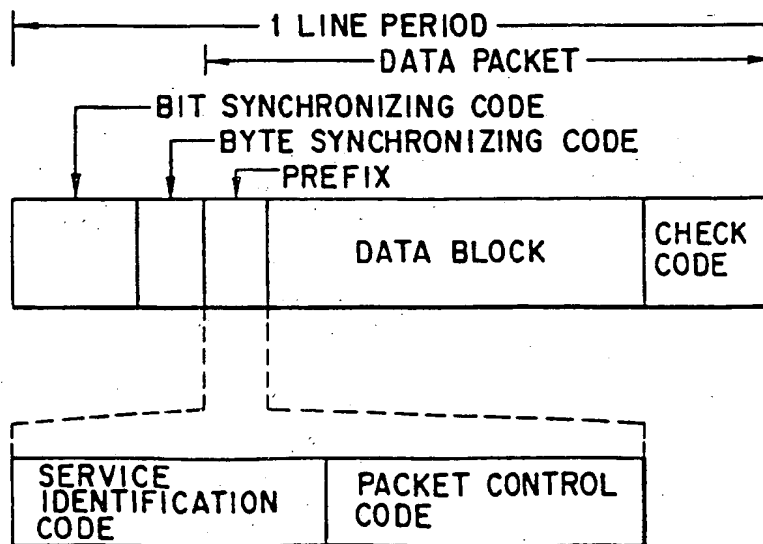 1 LINE PERIOD
DATA PACKET
BIT SYNCHRONIZING CODE
BYTE SYNCHRONIZING CODE
PREFIX
DATA BLOCK
CHECK
CODE
SERVICE
IDENTIFICATION
CODE
PACKET CONTROL
CODE